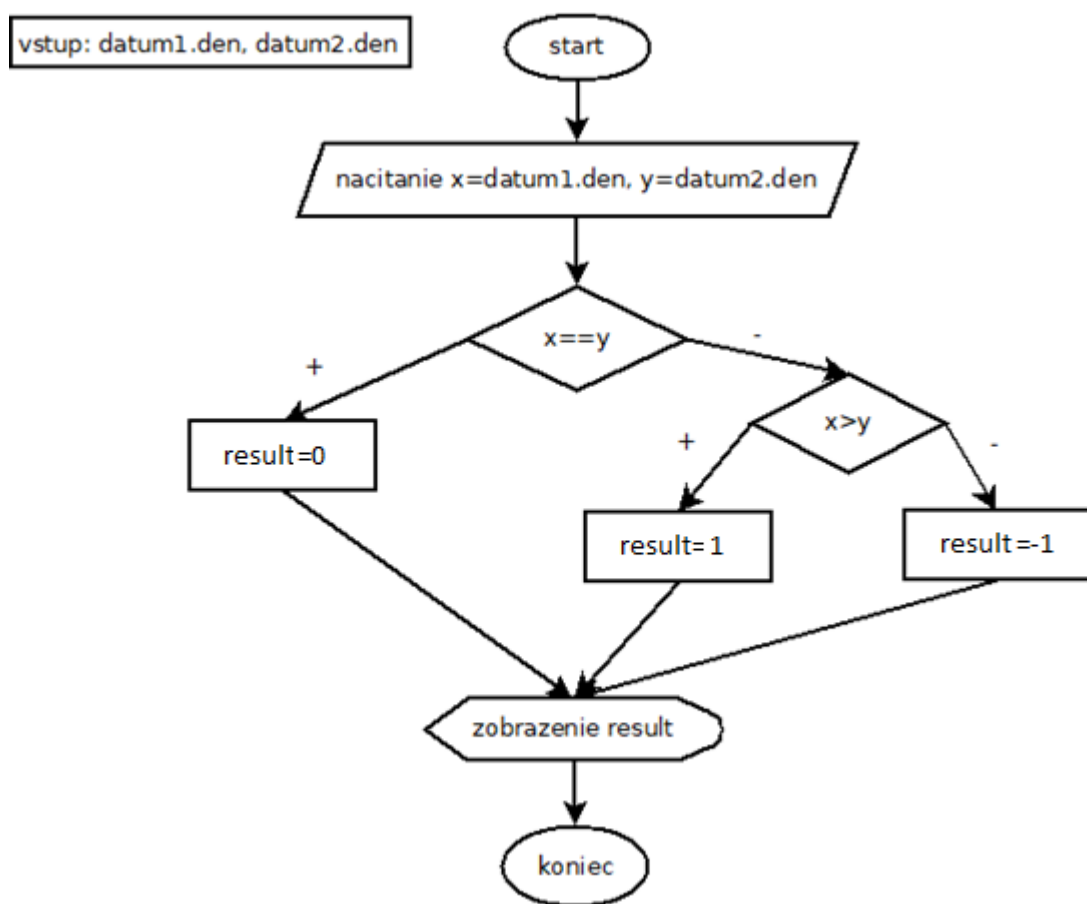 vstup: datum1.den, datum2.den
start
nacitanie x=datum1.den, y=datum2.den
x==y
+
-
x>y
+
-
result=0
result= 1
result=-1
zobrazenie result
koniec